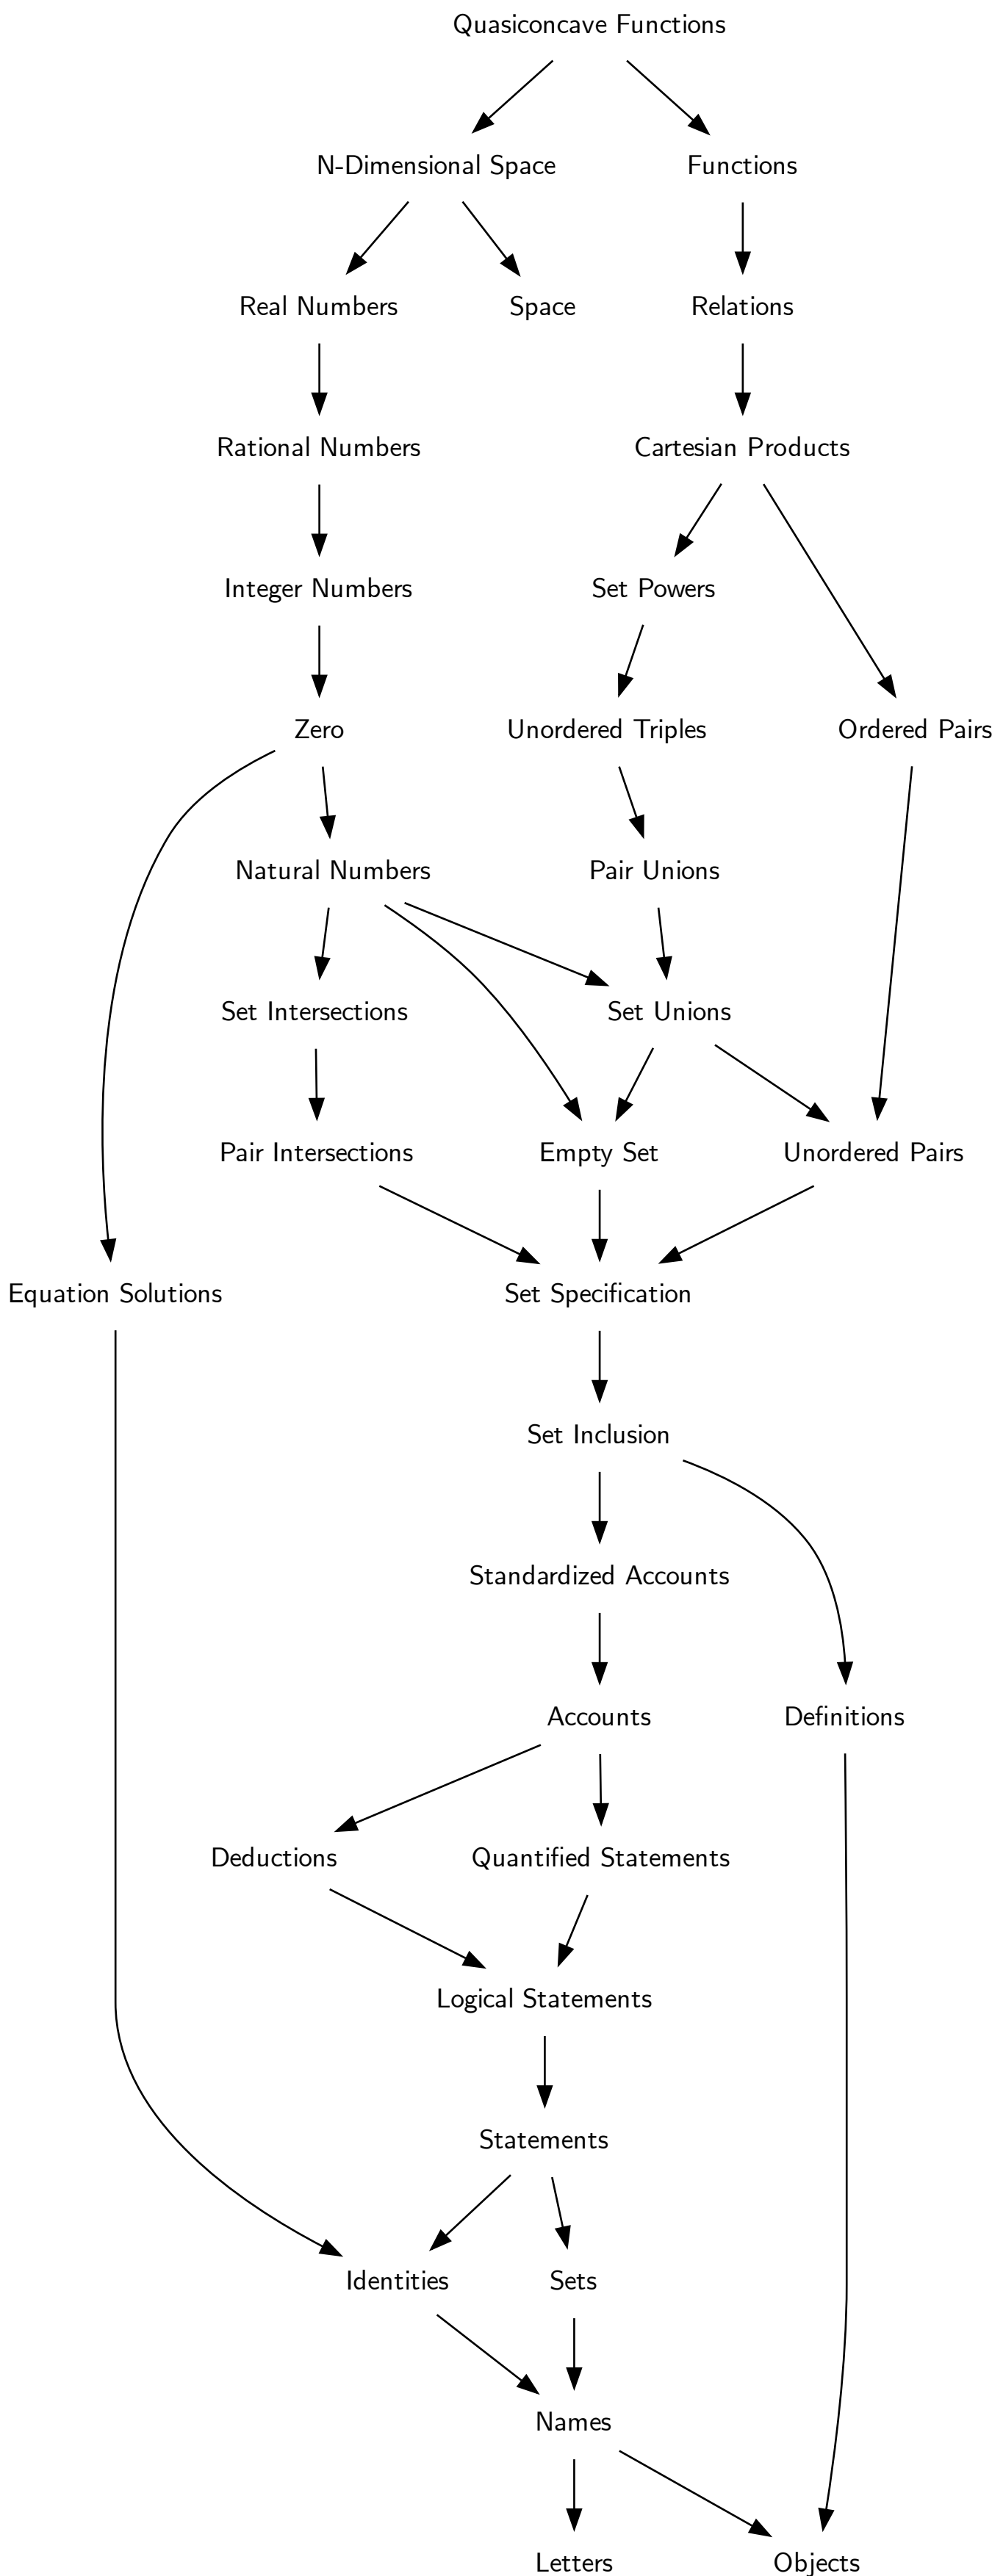 Quasiconcave Functions
N-Dimensional Space
Functions
Real Numbers
Space
Relations
Rational Numbers
Cartesian Products
Integer Numbers
Set Powers
Zero
Unordered Triples
Ordered Pairs
Natural Numbers
Pair Unions
Set Intersections
Set Unions
Pair Intersections
Empty Set
Unordered Pairs
Equation Solutions
Set Specification
Set Inclusion
Standardized Accounts
Accounts
Definitions
Deductions
Quantified Statements
Logical Statements
Statements
Identities
Sets
Names
Letters
Objects